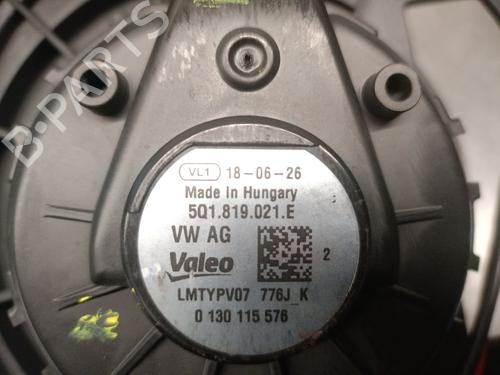 B-PARTS
VL1 18-06-26
Made in Hungary
5Q1.819.021.E
VW AG
Valeo
2
LMTYPV07 776J_K
0 130 115 576